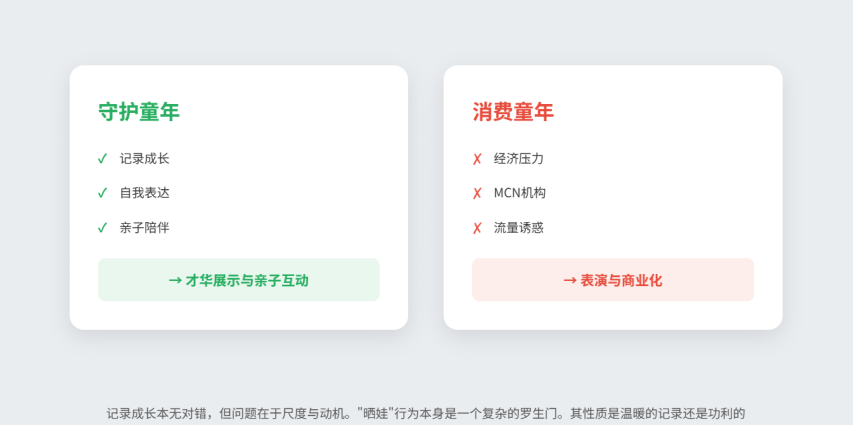 守护童年
✓ 记录成长
✓ 自我表达
✓ 亲子陪伴
→ 才华展示与亲子互动
消费童年
✗ 经济压力
✗ MCN机构
✗ 流量诱惑
→ 表演与商业化
记录成长本无对错，但问题在于尺度与动机。"晒娃"行为本身是一个复杂的罗生门。其性质是温暖的记录还是功利的